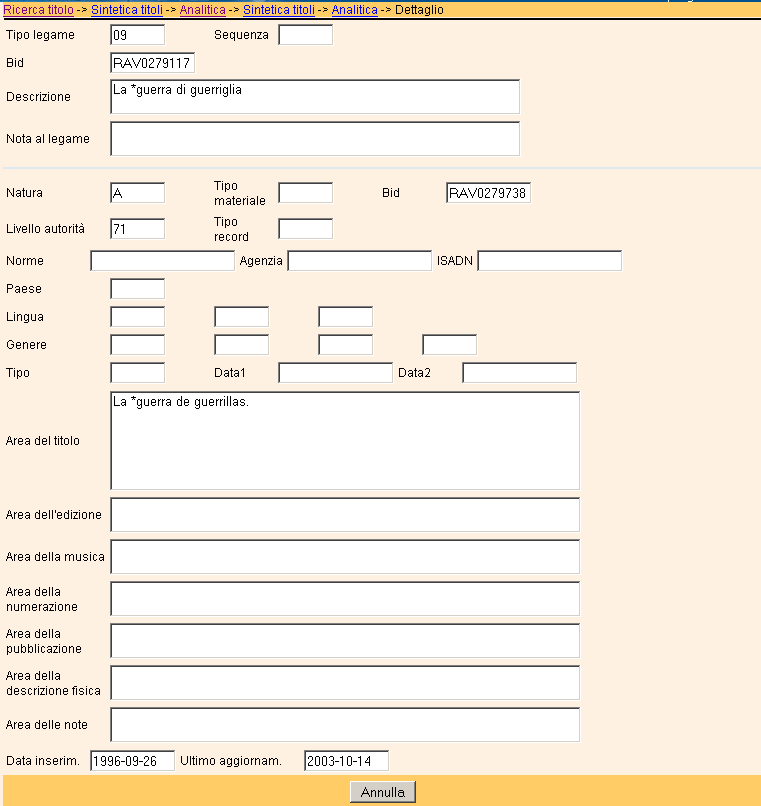 Ricerca titolo -> Sintetica titoli -> Analitica -> Sintetica titoli -> Analitica -> Dettaglio
Tipo legame 09 Sequenza
Bid RAV0279117
Descrizione La *guerra di guerriglia
Nota al legame
Natura A Tipo materiale Bid RAV0279738
Livello autorità 71 Tipo record
Norme Agenzia ISADN
Paese
Lingua
Genere
Tipo Data1 Data2
Area del titolo La *guerra de guerrillas.
Area dell'edizione
Area della musica
Area della
numerazione
Area della
pubblicazione
Area della
descrizione fisica
Area delle note
Data inserim. 1996-09-26 Ultimo aggiornam. 2003-10-14
Annulla